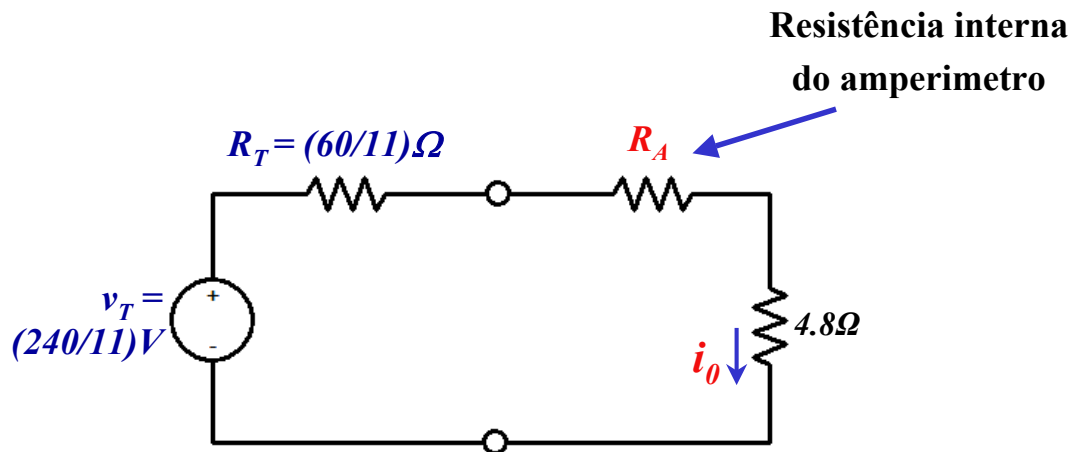 Resistência interna
do amperimetro
R_T = (60/11)Ω
R_A
v_T =
(240/11)V
+
-
4.8Ω
i_0